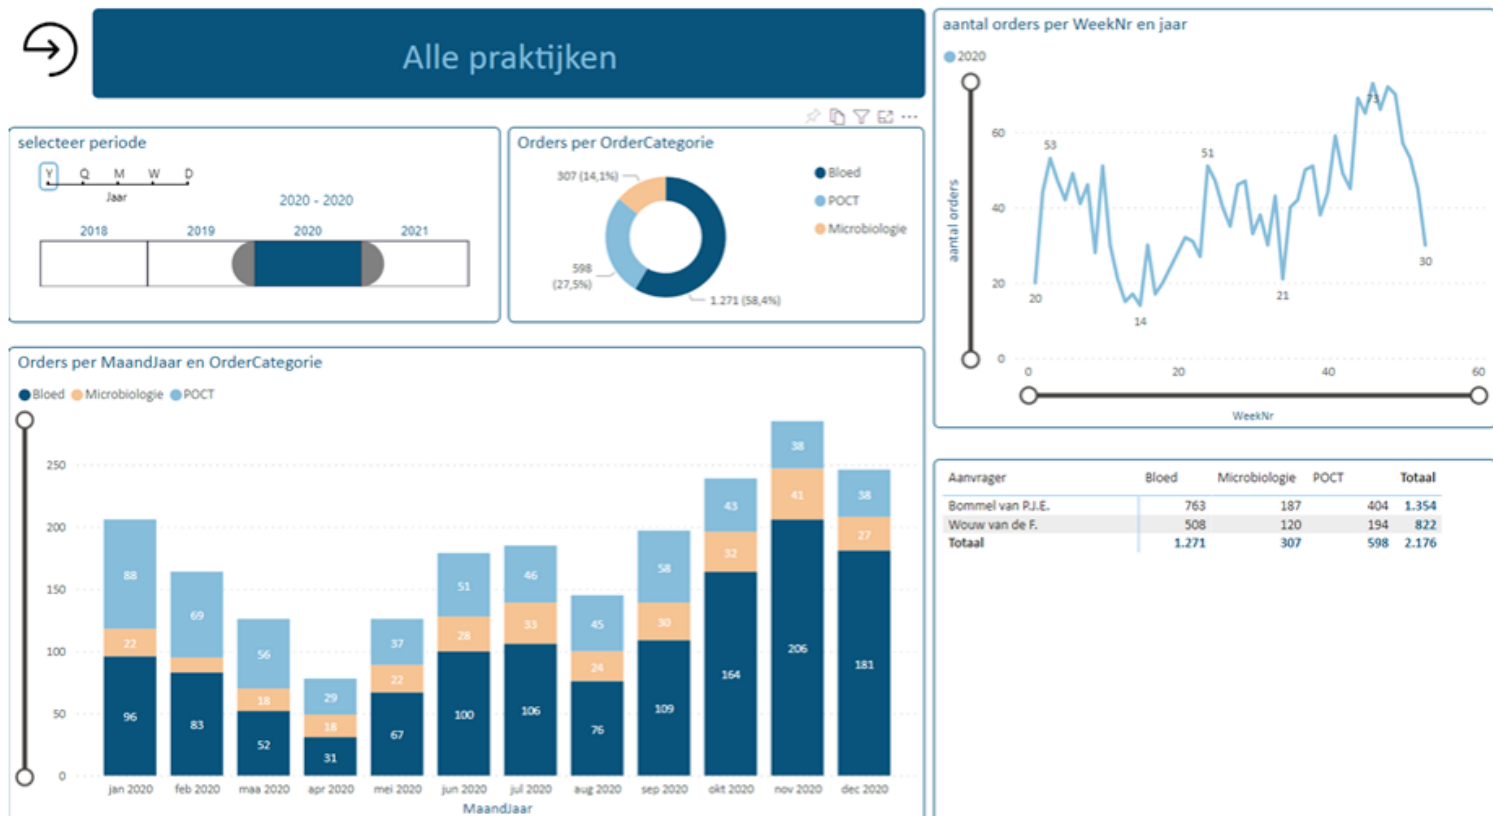 Alle praktijken
selecteer periode
Y Q M W D
Jaar
2020 - 2020
2018 2019 2020 2021
Orders per OrderCategorie
307 (14,1%)
598
(27,5%)
1.271 (58,4%)
Bloed
POCT
Microbiologie
aantal orders per WeekNr en jaar
2020
aantal orders
60
40
20
0
53
51
73
20
14
21
30
0 20 40 60
WeekNr
Orders per MaandJaar en OrderCategorie
Bloed Microbiologie POCT
250
200
150
100
50
0
88 22 96
69 83
56 18 52
29 18 31
37 22 67
51 28 100
46 33 106
45 24 76
58 30 109
43 32 164
38 41 206
38 27 181
jan 2020 feb 2020 maa 2020 apr 2020 mei 2020 jun 2020 jul 2020 aug 2020 sep 2020 okt 2020 nov 2020 dec 2020
MaandJaar
Aanvrager Bloed Microbiologie POCT Totaal
Bommel van P.J.E. 763 187 404 1.354
Wouw van de F. 508 120 194 822
Totaal 1.271 307 598 2.176